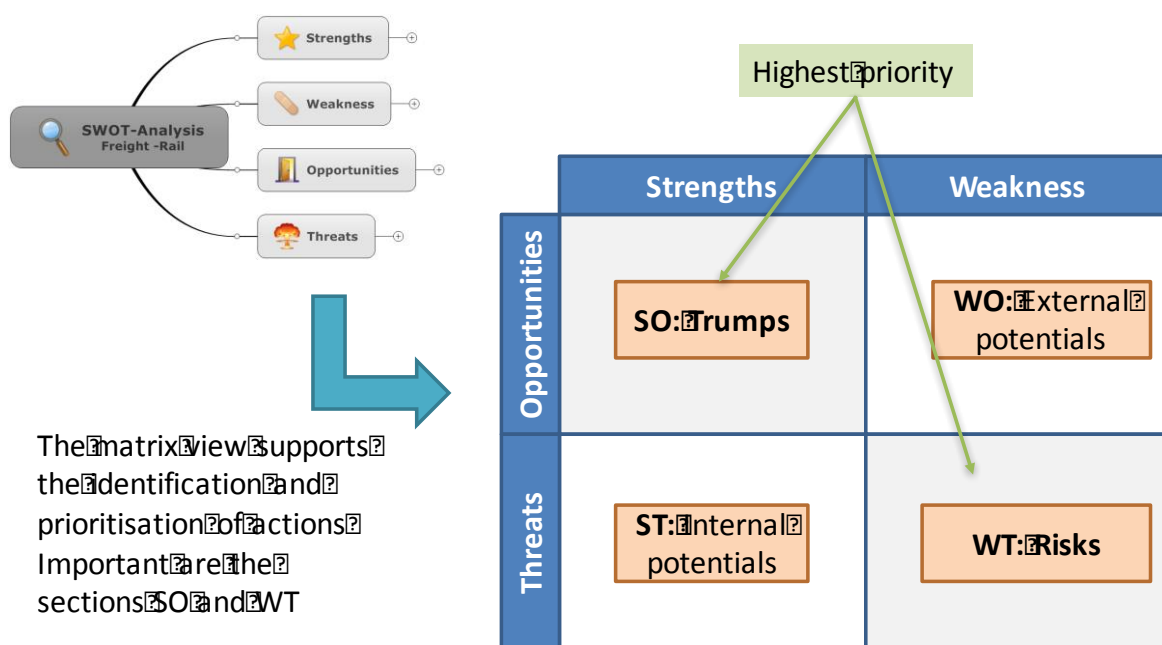 Strengths
Weakness
SWOT-Analysis
Freight -Rail
Opportunities
Threats
Highest priority
Strengths
Weakness
Opportunities
SO: Trumps
WO: External
potentials
Threats
ST: Internal
potentials
WT: Risks
The matrix view supports
the identification and
prioritisation of actions
Important are the
sections SO and WT